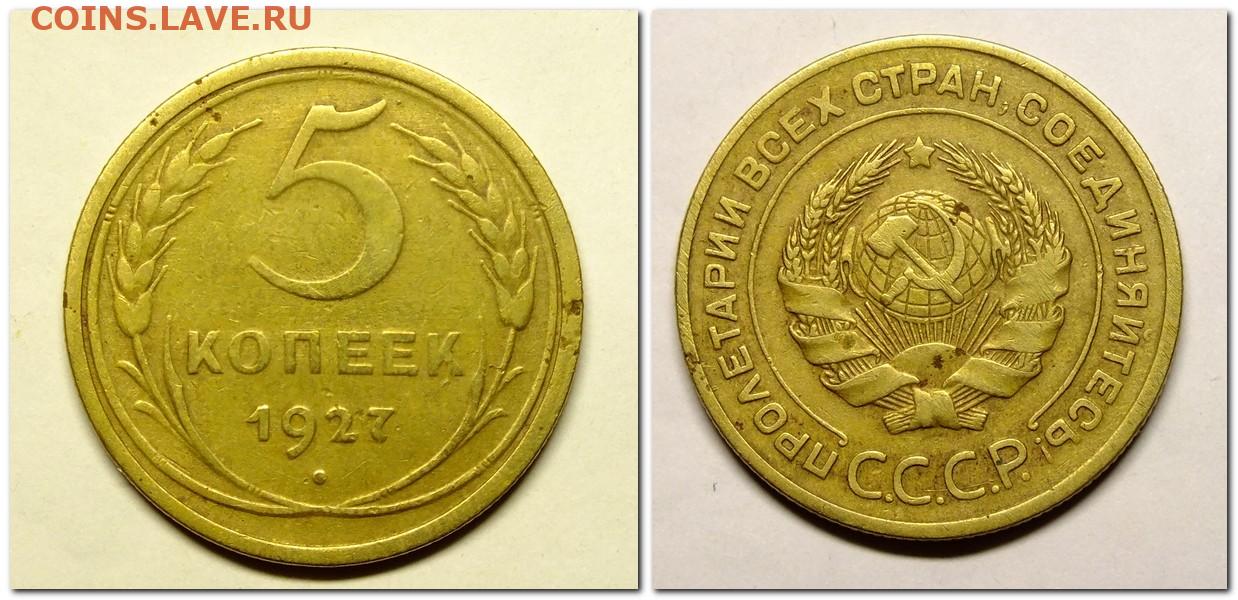 COINS.LAVE.RU
5
КОПЕЕК
1927
ПРОЛЕТАРИИ ВСЕХ СТРАН, СОЕДИНЯЙТЕСЬ!
С.С.С.Р.